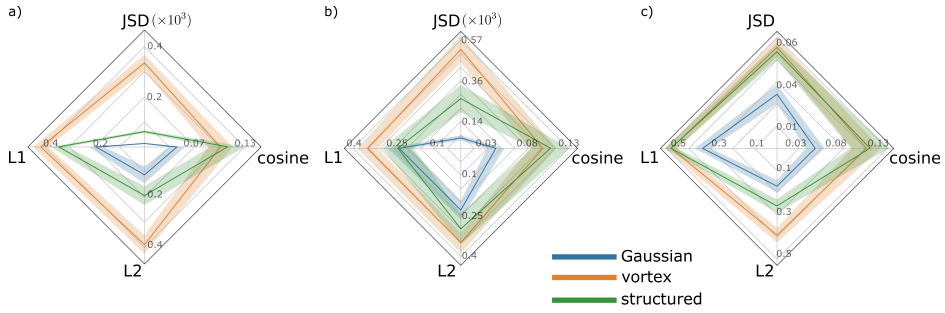 a)
JSD (×10³)
0.4
0.2
0.4
0.2
0.07
0.13
L1
cosine
0.2
0.4
L2
b)
JSD (×10³)
0.57
0.36
0.14
0.4
0.25
0.1
0.03
0.08
0.13
L1
cosine
0.1
0.25
0.4
L2
c)
JSD
0.06
0.04
0.01
0.5
0.3
0.1
0.03
0.08
0.13
L1
cosine
0.1
0.3
0.5
L2
Gaussian
vortex
structured